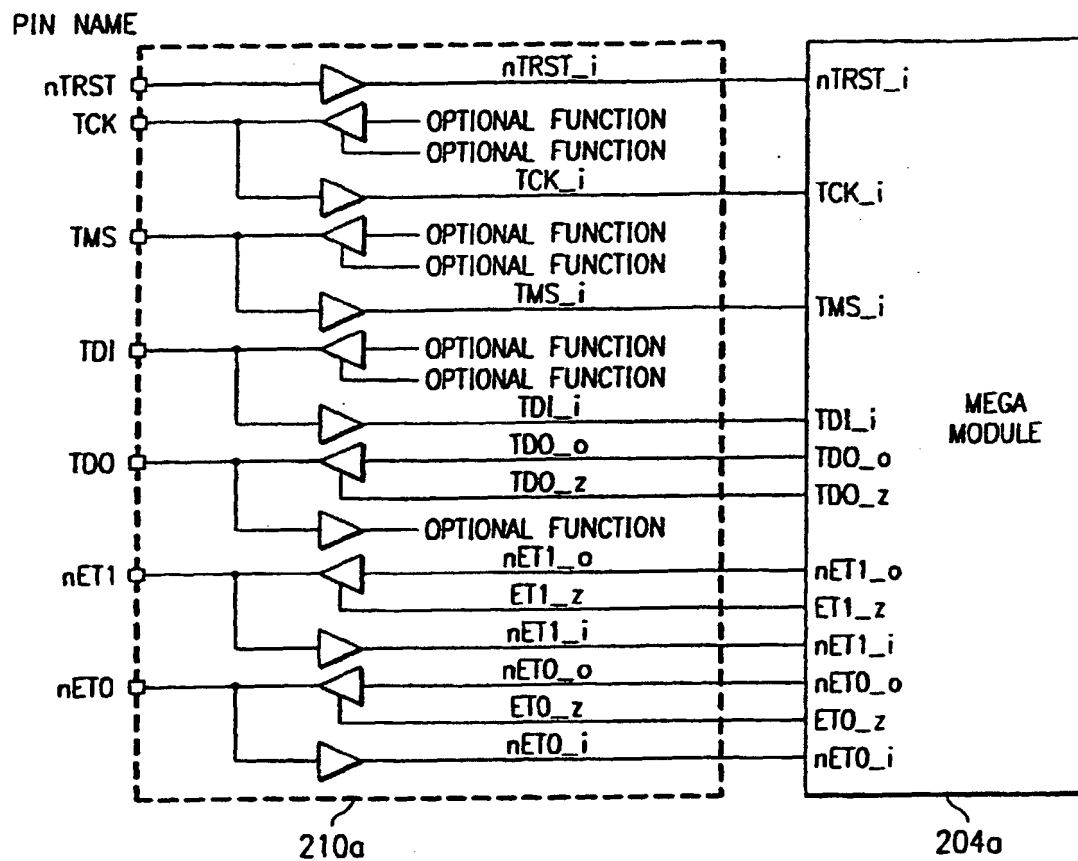 PIN NAME
nTRST
nTRST_i
nTRST_i
TCK
OPTIONAL FUNCTION
OPTIONAL FUNCTION
TCK_i
TCK_i
TMS
OPTIONAL FUNCTION
OPTIONAL FUNCTION
TMS_i
TMS_i
TDI
OPTIONAL FUNCTION
OPTIONAL FUNCTION
TDI_i
TDI_i
MEGA
MODULE
TDO
TDO_o
TDO_o
TDO_z
TDO_z
OPTIONAL FUNCTION
nET1
nET1_o
nET1_o
ET1_z
ET1_z
nET1_i
nET1_i
nET0
nET0_o
nET0_o
ET0_z
ET0_z
nET0_i
nET0_i
210a
204a